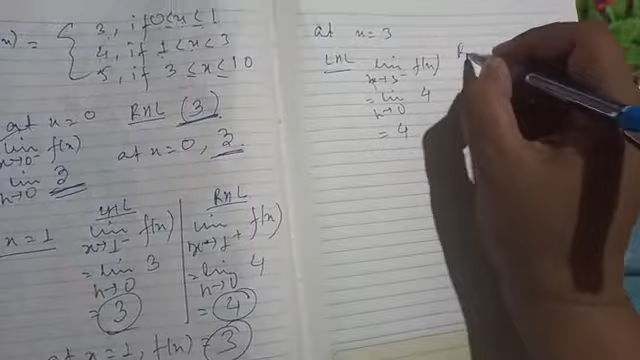 x) = { 3, if 0≤x≤1
4, if 1<x<3
5, if 3≤x≤10
at x=0 RHL (3)
lim f(x)
x→0⁻
at x=0, 3
lim 3
h→0
x=1
LHL
lim f(x)
x→1⁻
= lim 3
h→0
= 3
RHL
lim f(x)
x→1⁺
= lim 4
h→0
= 4
at x=1, f(x) = 3
at x=3
LHL lim f(x)
x→3⁻
= lim 4
h→0
= 4
R